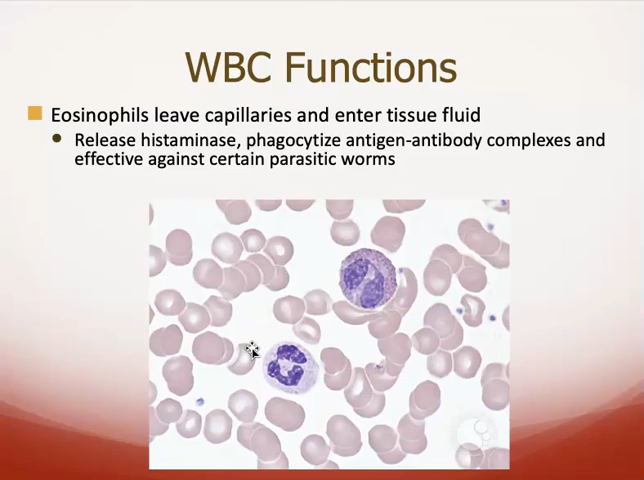 WBC Functions
Eosinophils leave capillaries and enter tissue fluid
Release histaminase, phagocytize antigen-antibody complexes and
effective against certain parasitic worms